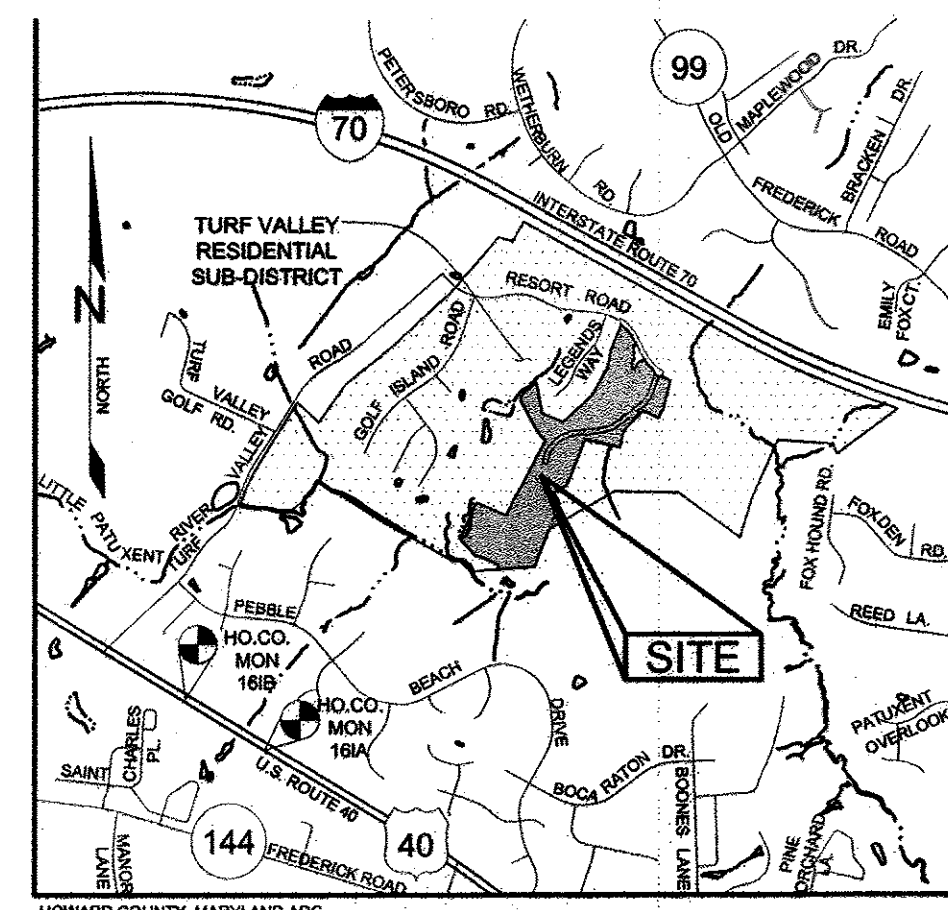 PETERSBORO RD.
WETHERBURN RD.
99
OLD FREDERICK ROAD
MAPLEWOOD DR.
BRACKEN DR.
70
INTERSTATE ROUTE 70
EMILY FOX CT.
TURF VALLEY
RESIDENTIAL
SUB-DISTRICT
RESORT ROAD
LEGENDS WAY
GOLF ISLAND ROAD
N
NORTH
TURF VALLEY GOLF RD.
TURF VALLEY ROAD
LITTLE PATUXENT RIVER
FOX HOUND RD.
FOXDEN RD.
REED LA.
SITE
PEBBLE BEACH DRIVE
HO.CO.
MON
16IB
HO.CO.
MON
16IA
PATUXENT
OVERLOOK
BOCA RATON DR.
BOONES LANE
PINE ORCHARD LA.
SAINT CHARLES PL.
U.S. ROUTE 40
144
40
FREDERICK ROAD
MANOR LANE
HOWARD COUNTY, MARYLAND ADC